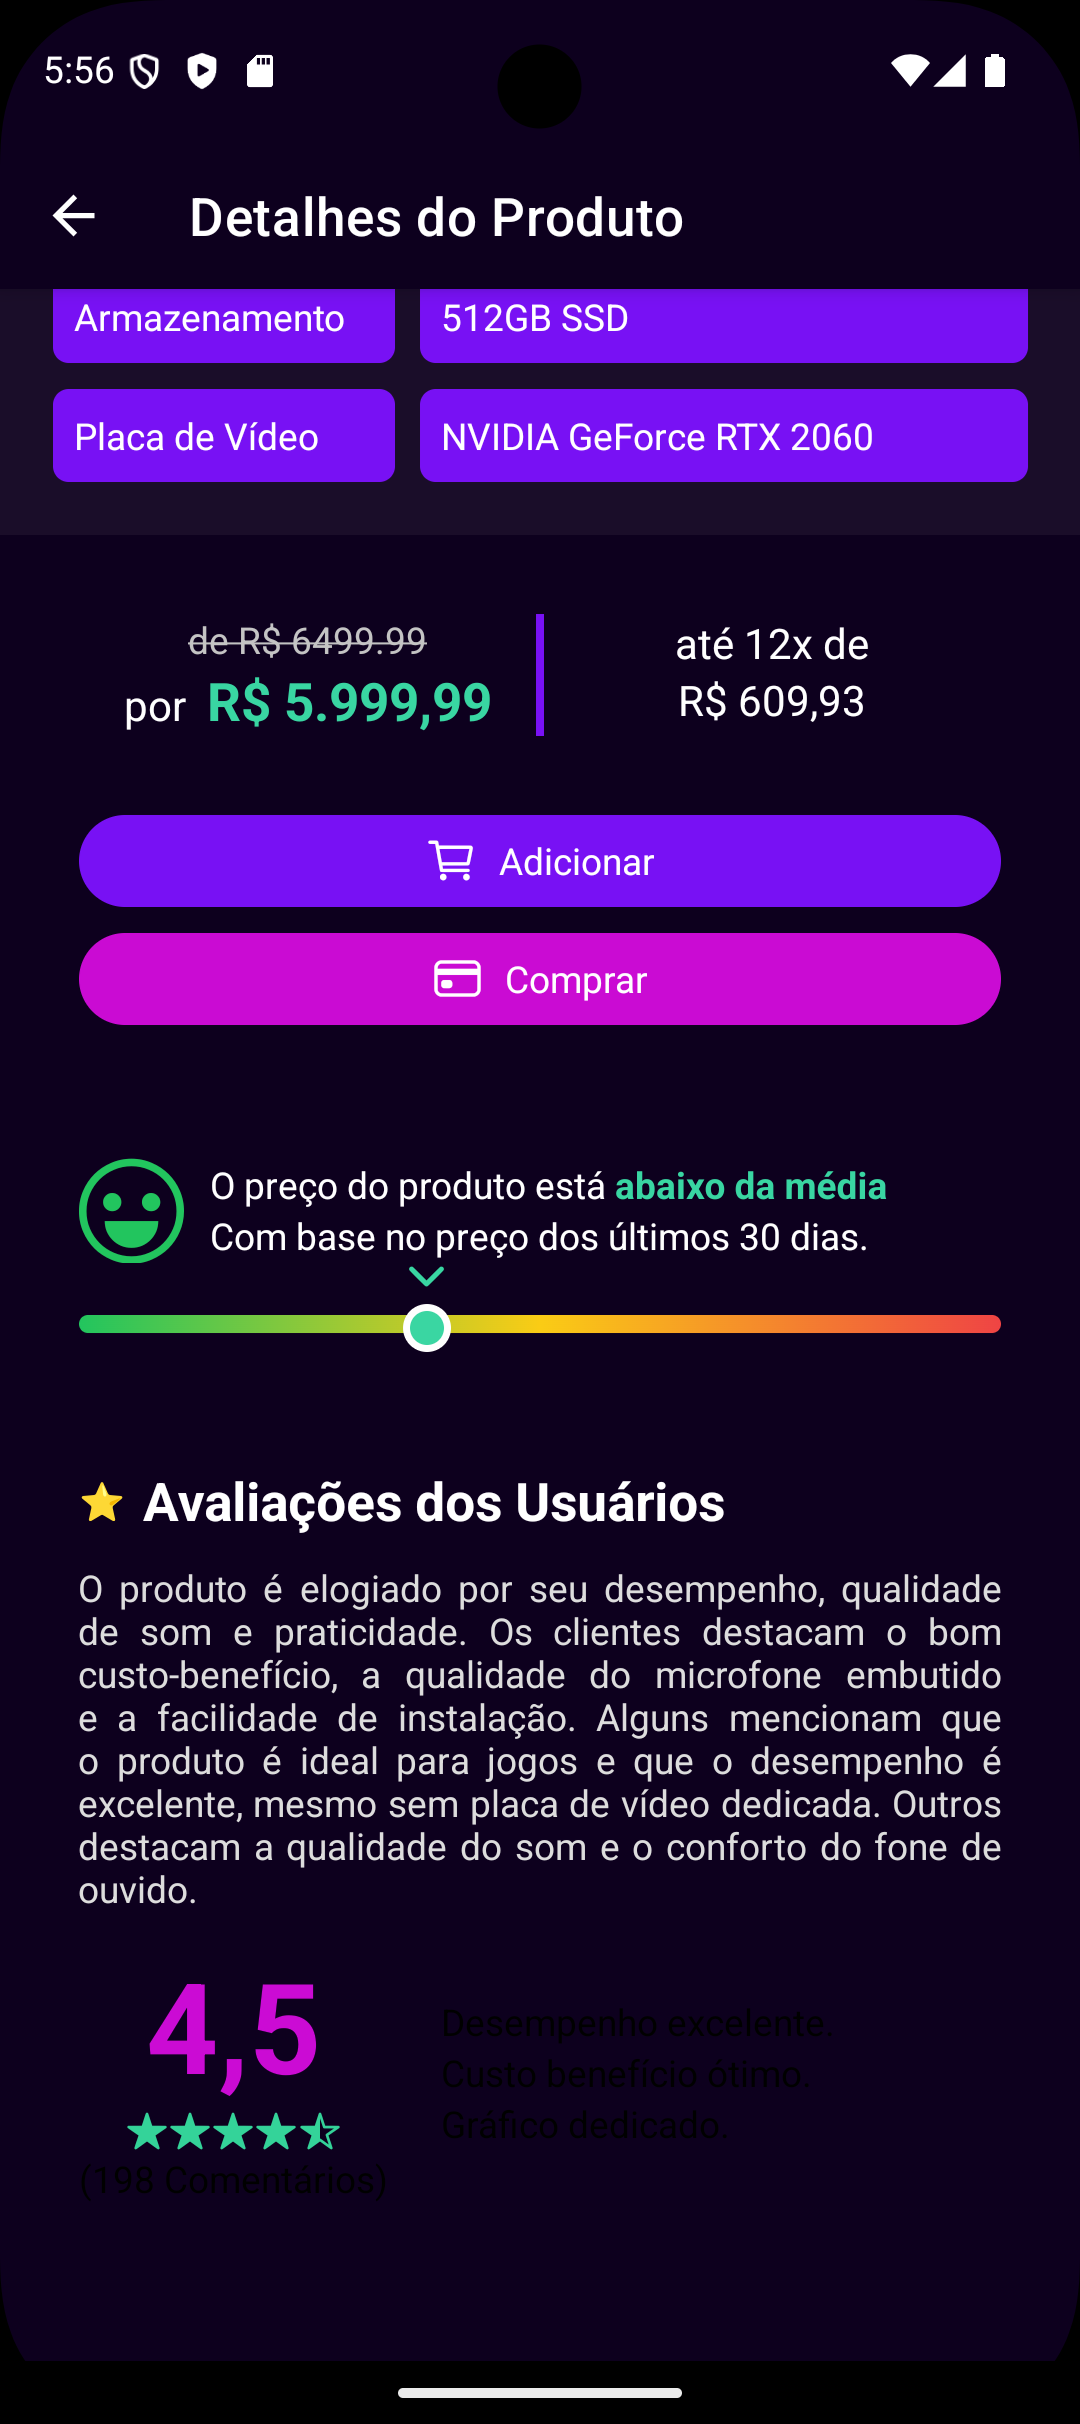 5:56
Detalhes do Produto
Armazenamento
512GB SSD
Placa de Vídeo
NVIDIA GeForce RTX 2060
de R$ 6499.99
por R$ 5.999,99
até 12x de
R$ 609,93
Adicionar
Comprar
O preço do produto está abaixo da média
Com base no preço dos últimos 30 dias.
⭐ Avaliações dos Usuários
O produto é elogiado por seu desempenho, qualidade
de som e praticidade. Os clientes destacam o bom
custo-benefício, a qualidade do microfone embutido
e a facilidade de instalação. Alguns mencionam que
o produto é ideal para jogos e que o desempenho é
excelente, mesmo sem placa de vídeo dedicada. Outros
destacam a qualidade do som e o conforto do fone de
ouvido.
4,5
(198 Comentários)
Desempenho excelente.
Custo benefício ótimo.
Gráfico dedicado.